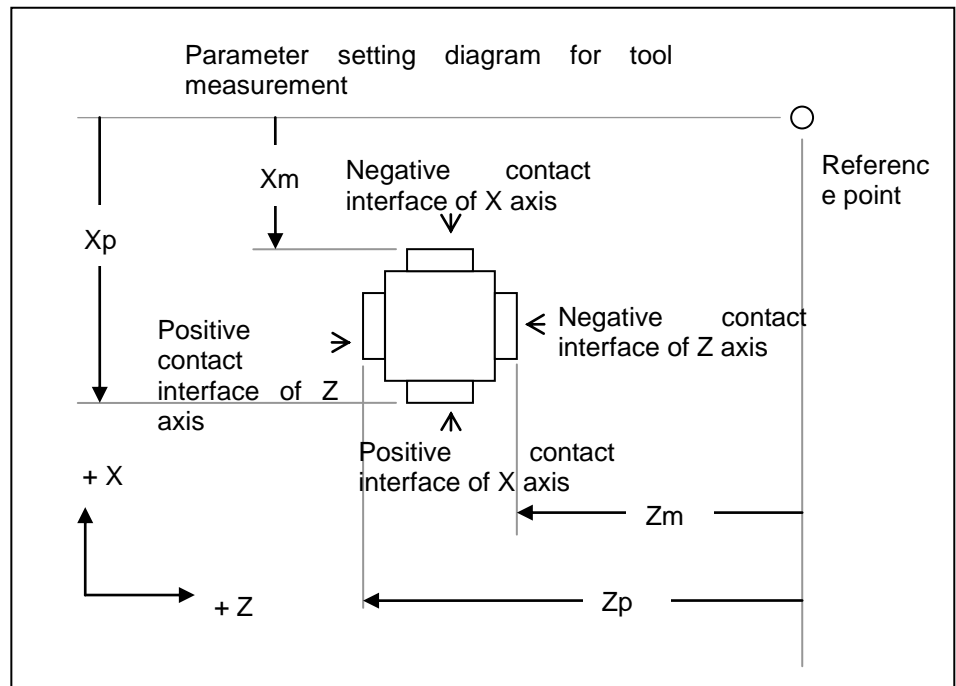 Parameter setting diagram for tool
measurement
Xm
Negative contact
interface of X axis
Referenc
e point
Xp
Positive
contact
interface of Z
axis
Negative contact
interface of Z axis
Positive contact
interface of X axis
+ X
Zm
+ Z
Zp